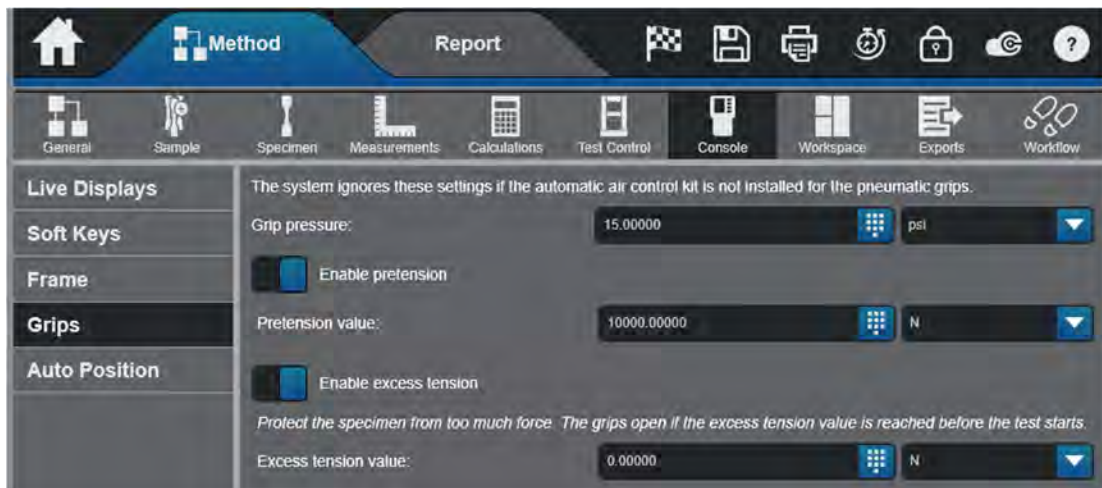 Method Report ?
General Sample Specimen Measurements Calculations Test Control Console Workspace Exports Workflow
Live Displays
Soft Keys
Frame
Grips
Auto Position
The system ignores these settings if the automatic air control kit is not installed for the pneumatic grips.
Grip pressure: 15.00000 psi
Enable pretension
Pretension value: 10000.00000 N
Enable excess tension
Protect the specimen from too much force. The grips open if the excess tension value is reached before the test starts.
Excess tension value: 0.00000 N